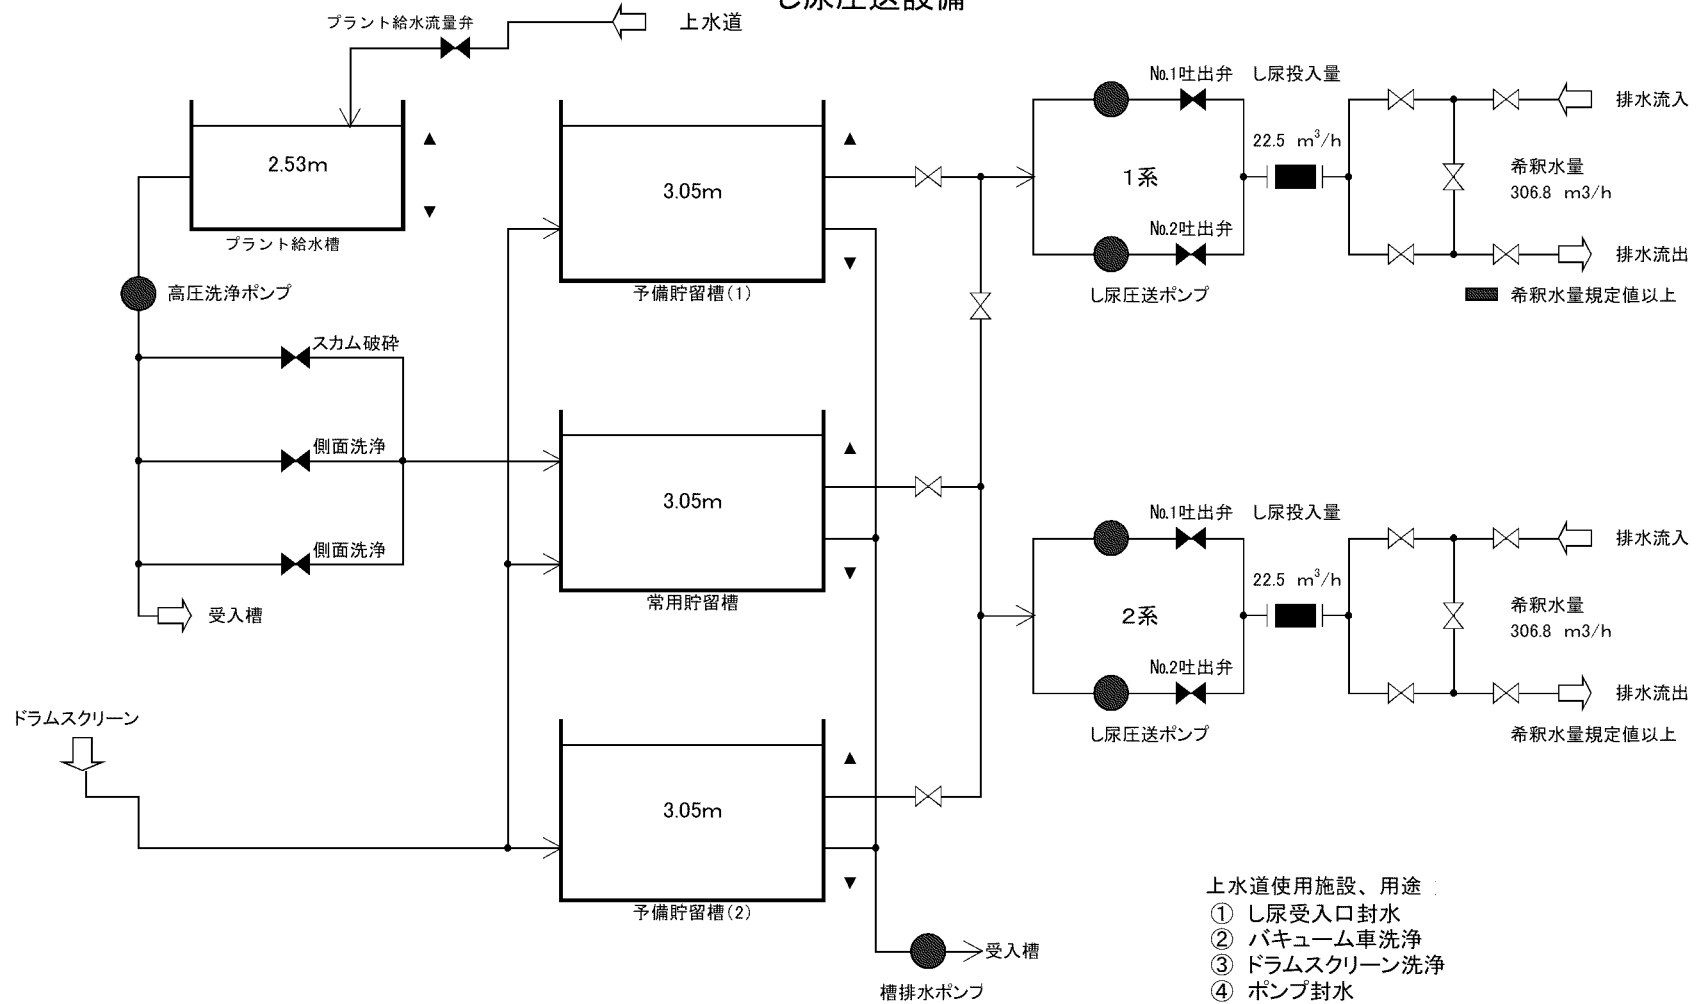 し尿圧送設備
プラント給水流量弁
上水道
2.53m
プラント給水槽
高圧洗浄ポンプ
スカム破砕
側面洗浄
側面洗浄
受入槽
ドラムスクリーン
3.05m
予備貯留槽(1)
3.05m
常用貯留槽
3.05m
予備貯留槽(2)
受入槽
槽排水ポンプ
№1吐出弁
し尿投入量
22.5 m³/h
1系
№2吐出弁
し尿圧送ポンプ
排水流入
希釈水量
306.8 m3/h
排水流出
希釈水量規定値以上
№1吐出弁
し尿投入量
22.5 m³/h
2系
№2吐出弁
し尿圧送ポンプ
排水流入
希釈水量
306.8 m3/h
排水流出
希釈水量規定値以上
上水道使用施設、用途
① し尿受入口封水
② バキューム車洗浄
③ ドラムスクリーン洗浄
④ ポンプ封水